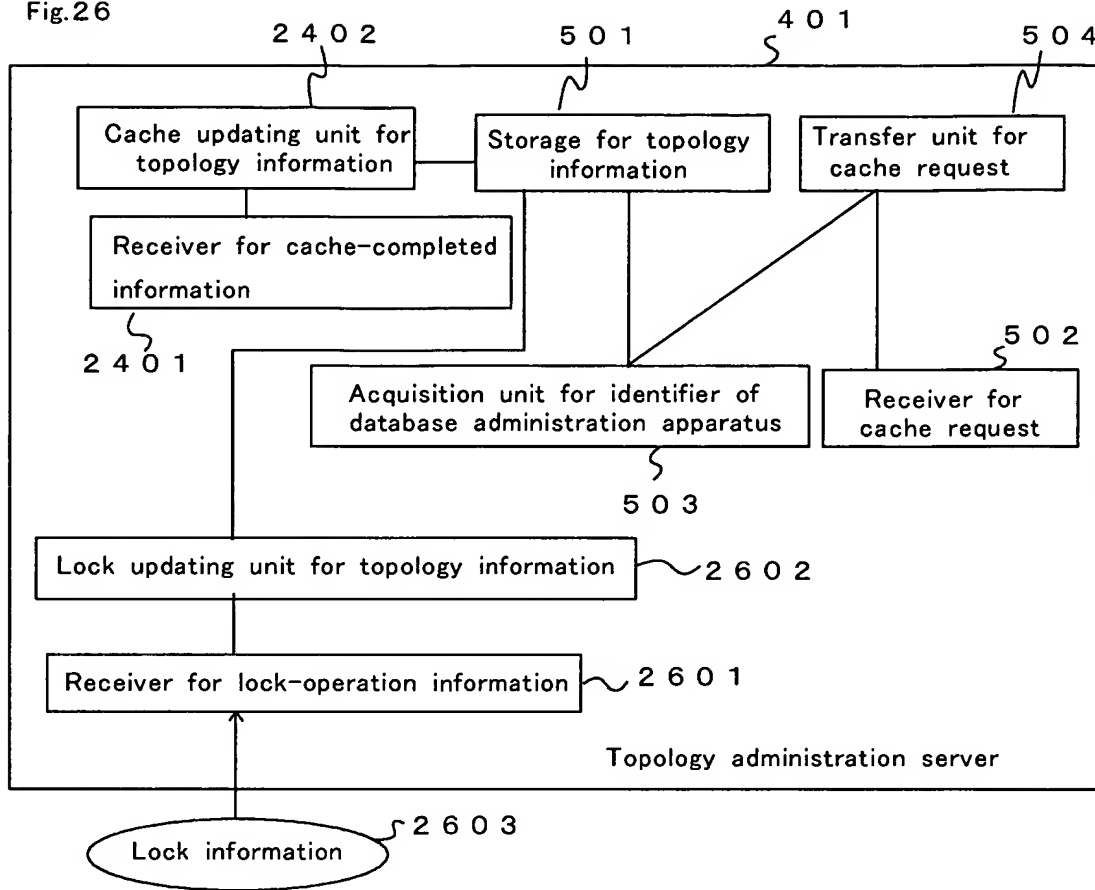 Fig.26
2402
501
401
504
Cache updating unit for
topology information
Storage for topology
information
Transfer unit for
cache request
Receiver for cache-completed
information
2401
502
Acquisition unit for identifier of
database administration apparatus
Receiver for
cache request
503
Lock updating unit for topology information
2602
Receiver for lock-operation information
2601
Topology administration server
Lock information
2603